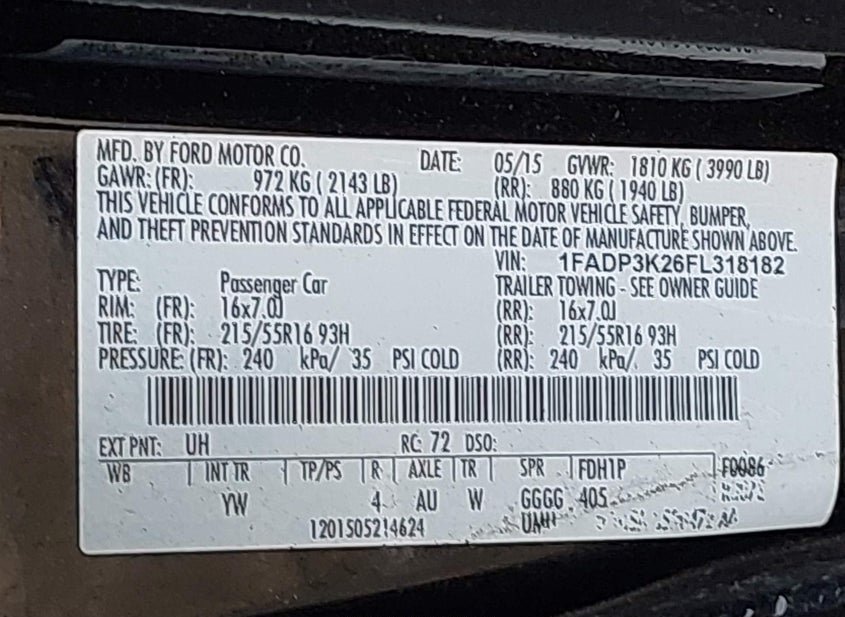 MFD. BY FORD MOTOR CO. DATE: 05/15 GVWR: 1810 KG ( 3990 LB)
GAWR: (FR): 972 KG ( 2143 LB) (RR): 880 KG ( 1940 LB)
THIS VEHICLE CONFORMS TO ALL APPLICABLE FEDERAL MOTOR VEHICLE SAFETY, BUMPER,
AND THEFT PREVENTION STANDARDS IN EFFECT ON THE DATE OF MANUFACTURE SHOWN ABOVE.
VIN: 1FADP3K26FL318182
TYPE: Passenger Car TRAILER TOWING - SEE OWNER GUIDE
RIM: (FR): 16x7.0J (RR): 16x7.0J
TIRE: (FR): 215/55R16 93H (RR): 215/55R16 93H
PRESSURE: (FR): 240 kPa/ 35 PSI COLD (RR): 240 kPa/. 35 PSI COLD
EXT PNT: UH RC: 72 DSO:
WB INT TR TP/PS R AXLE TR SPR FDH1P F0086
YW 4 AU W GGGG 405
1201505214624